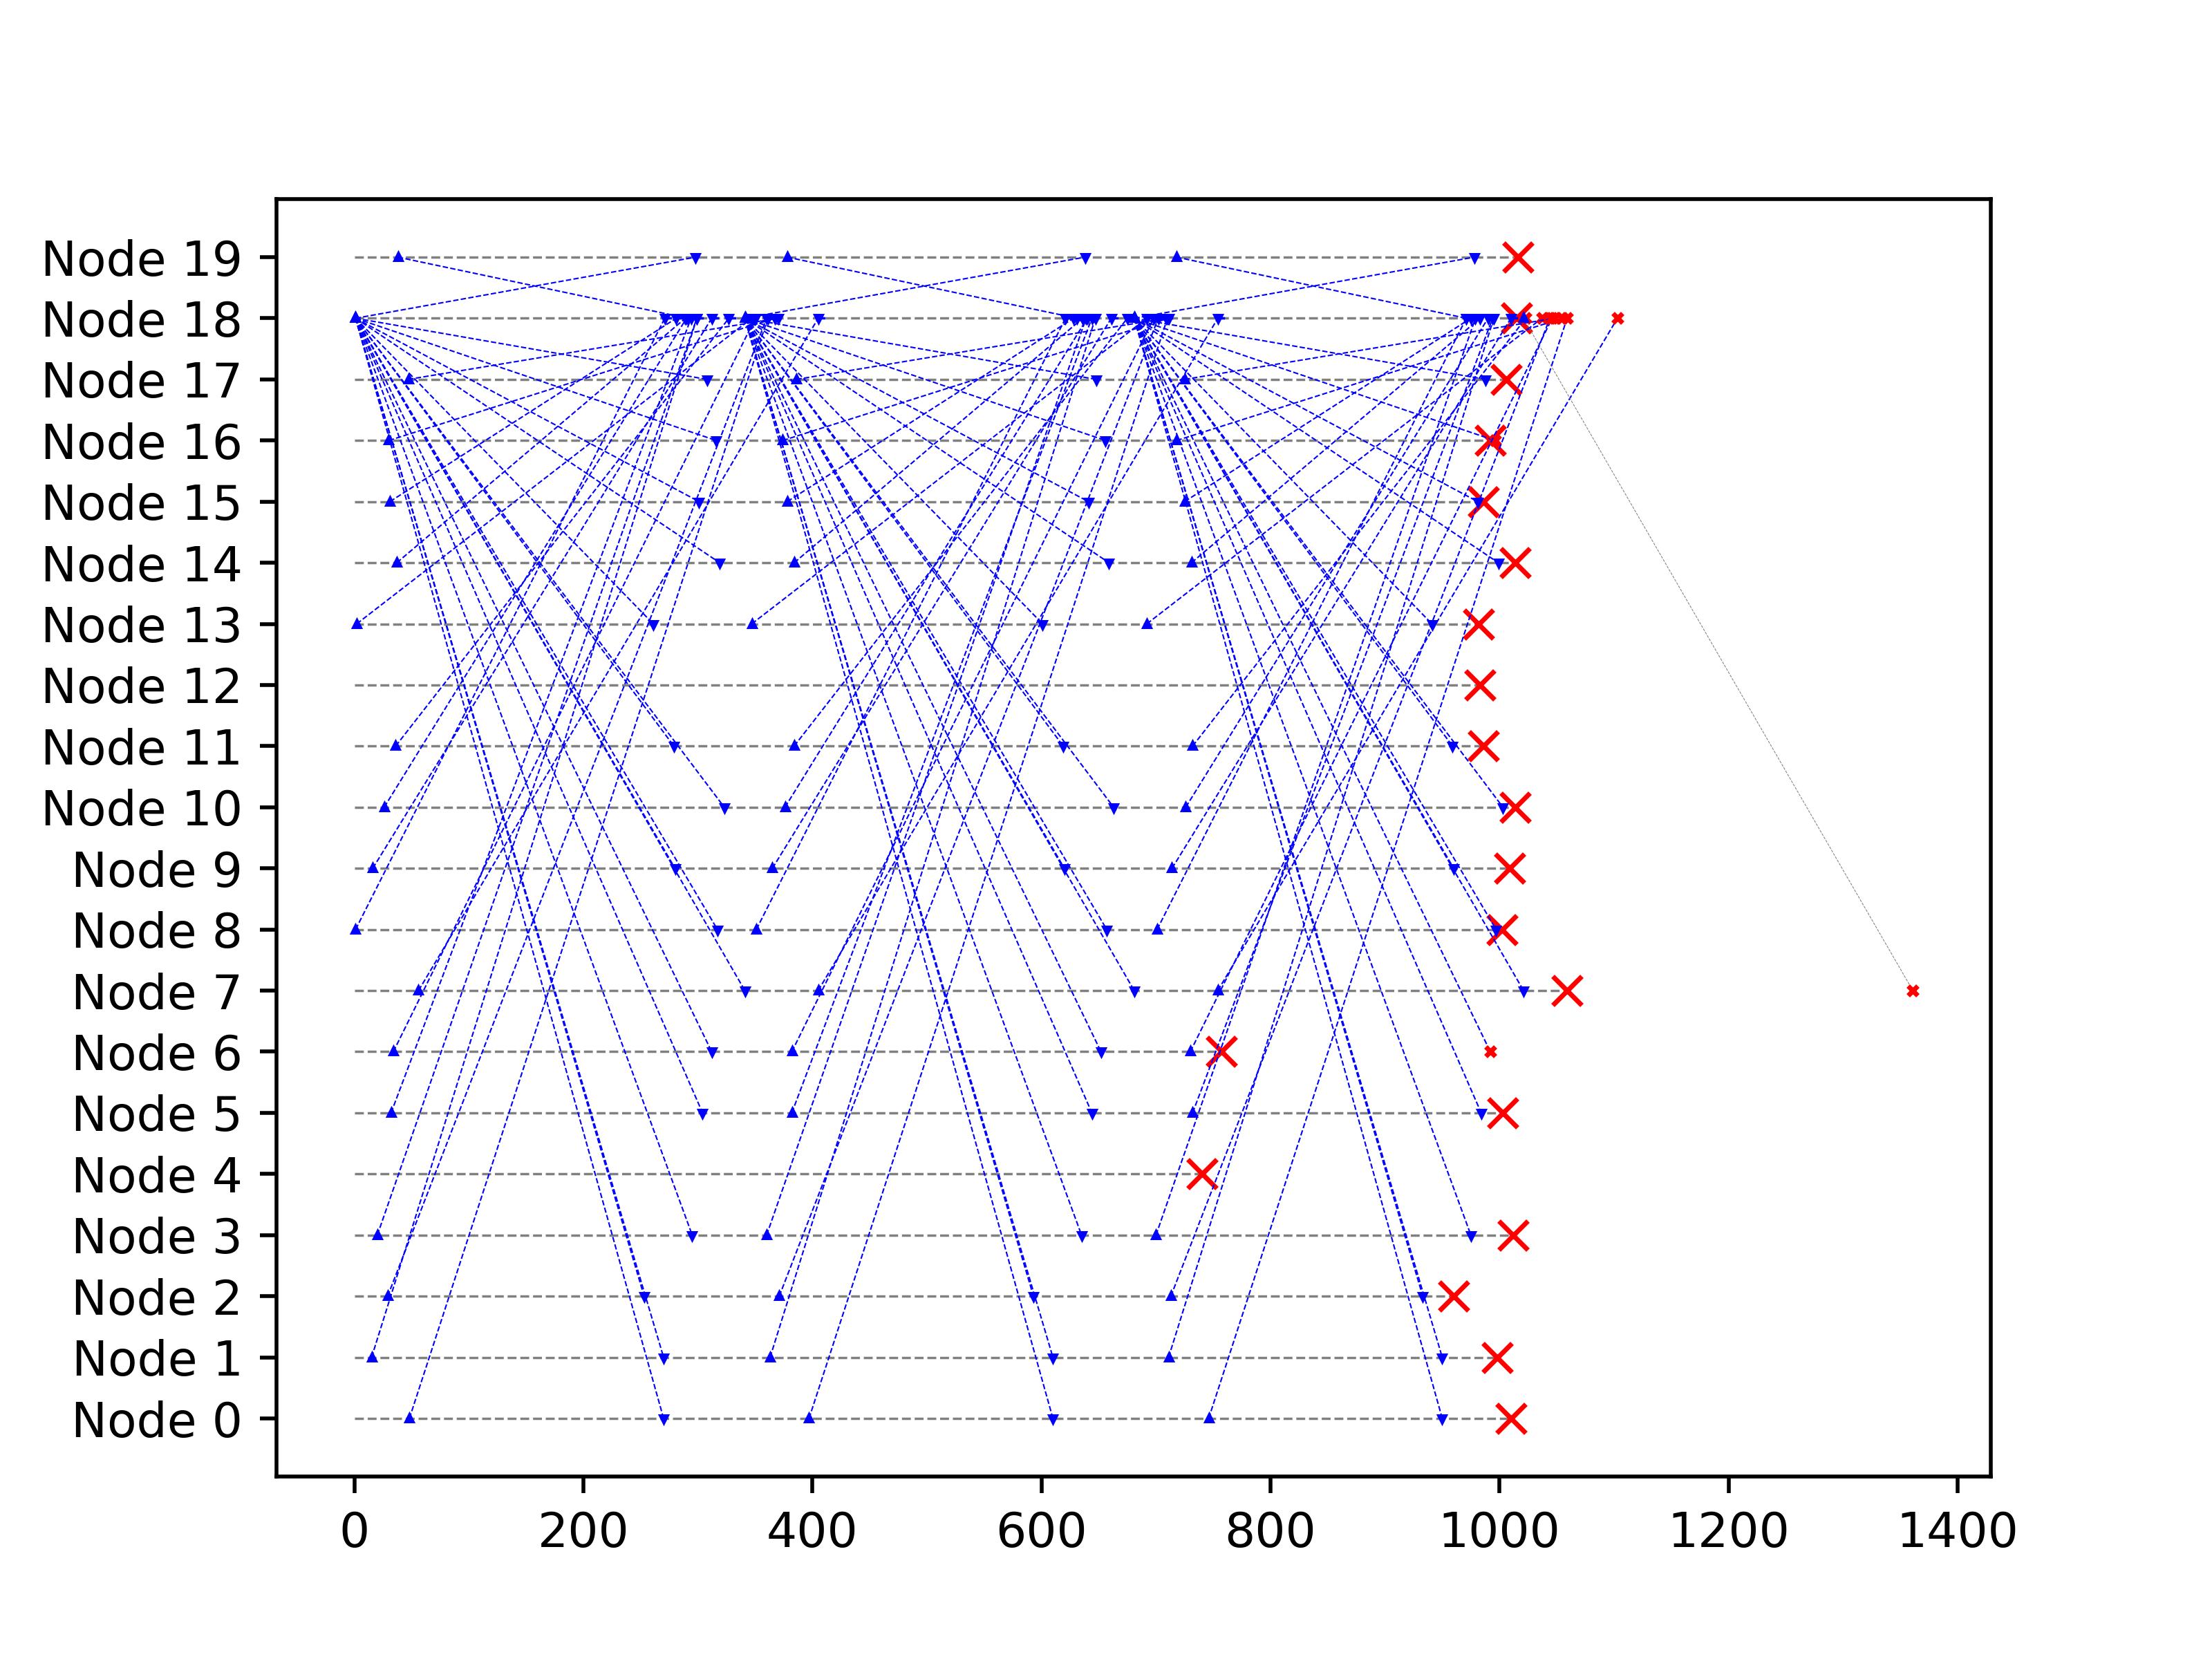 Node 19
Node 18
Node 17
Node 16
Node 15
Node 14
Node 13
Node 12
Node 11
Node 10
Node 9
Node 8
Node 7
Node 6
Node 5
Node 4
Node 3
Node 2
Node 1
Node 0
0 200 400 600 800 1000 1200 1400